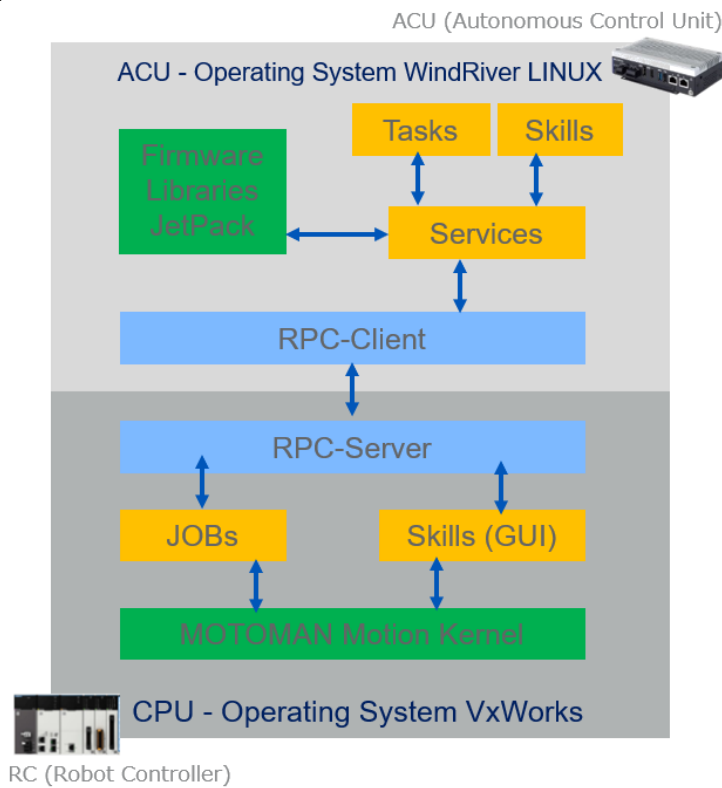 ACU (Autonomous Control Unit)
ACU - Operating System WindRiver LINUX
Tasks
Skills
Firmware
Libraries
JetPack
Services
RPC-Client
RPC-Server
JOBs
Skills (GUI)
MOTOMAN Motion Kernel
CPU - Operating System VxWorks
RC (Robot Controller)